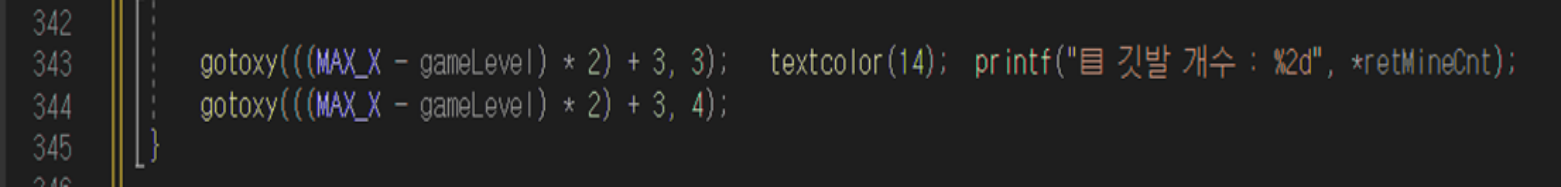 342
343 gotoxy(((MAX_X - gameLevel) * 2) + 3, 3); textcolor(14); printf("▤ 깃발 개수 : %2d", *retMineCnt);
344 gotoxy(((MAX_X - gameLevel) * 2) + 3, 4);
345 }
346